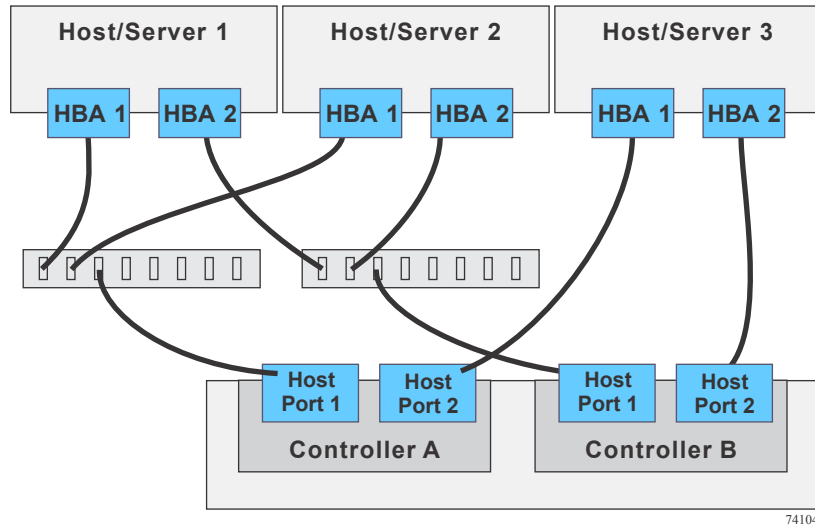 Host/Server 1
Host/Server 2
Host/Server 3
HBA 1
HBA 2
HBA 1
HBA 2
HBA 1
HBA 2
Host
Port 1
Host
Port 2
Host
Port 1
Host
Port 2
Controller A
Controller B
74104